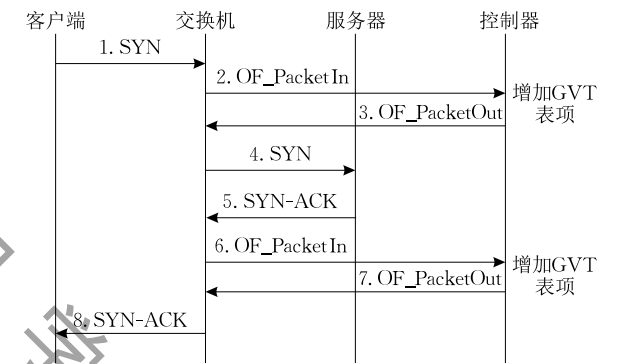 客户端 交换机 服务器 控制器
1. SYN
2. OF_PacketIn
增加GVT
表项
3. OF_PacketOut
4. SYN
5. SYN-ACK
6. OF_PacketIn
增加GVT
表项
7. OF_PacketOut
8. SYN-ACK